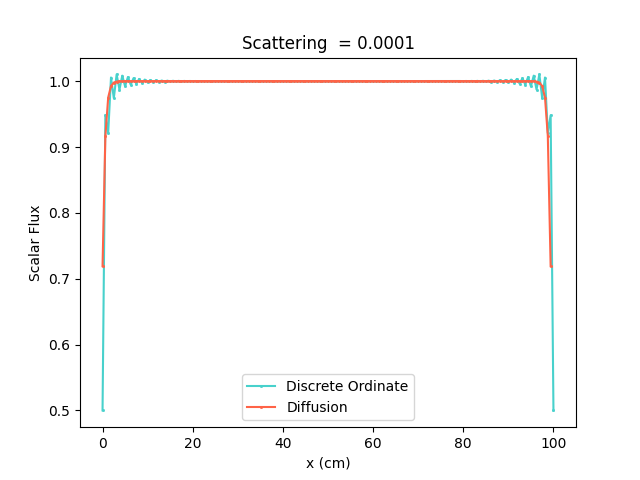 Scattering  = 0.0001
1.0
0.9
0.8
0.7
0.6
0.5
Scalar Flux
0 20 40 60 80 100
x (cm)
Discrete Ordinate
Diffusion